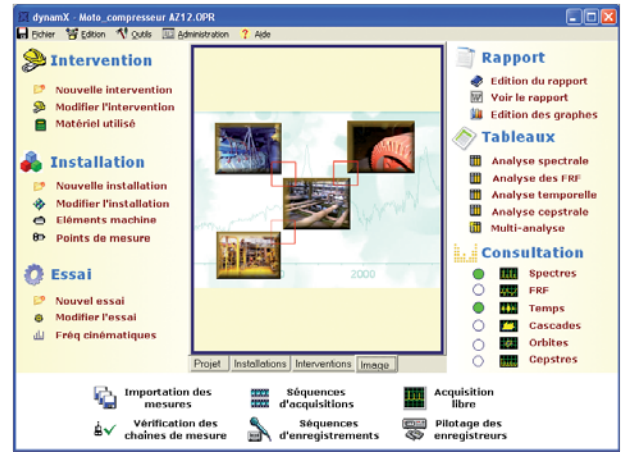 dynamX - Moto_compresseur AZ12.OPR
Fichier Edition Outils Administration ? Aide
Intervention
Nouvelle intervention
Modifier l'intervention
Matériel utilisé
Installation
Nouvelle installation
Modifier l'installation
Eléments machine
Points de mesure
Essai
Nouvel essai
Modifier l'essai
Fréq cinématiques
2000
Projet Installations Interventions Image
Rapport
Edition du rapport
Voir le rapport
Edition des graphes
Tableaux
Analyse spectrale
Analyse des FRF
Analyse temporelle
Analyse cepstrale
Multi-analyse
Consultation
Spectres
FRF
Temps
Cascades
Orbites
Cepstres
Importation des
mesures
Séquences
d'acquisitions
Acquisition
libre
Vérification des
chaînes de mesure
Séquences
d'enregistrements
Pilotage des
enregistreurs